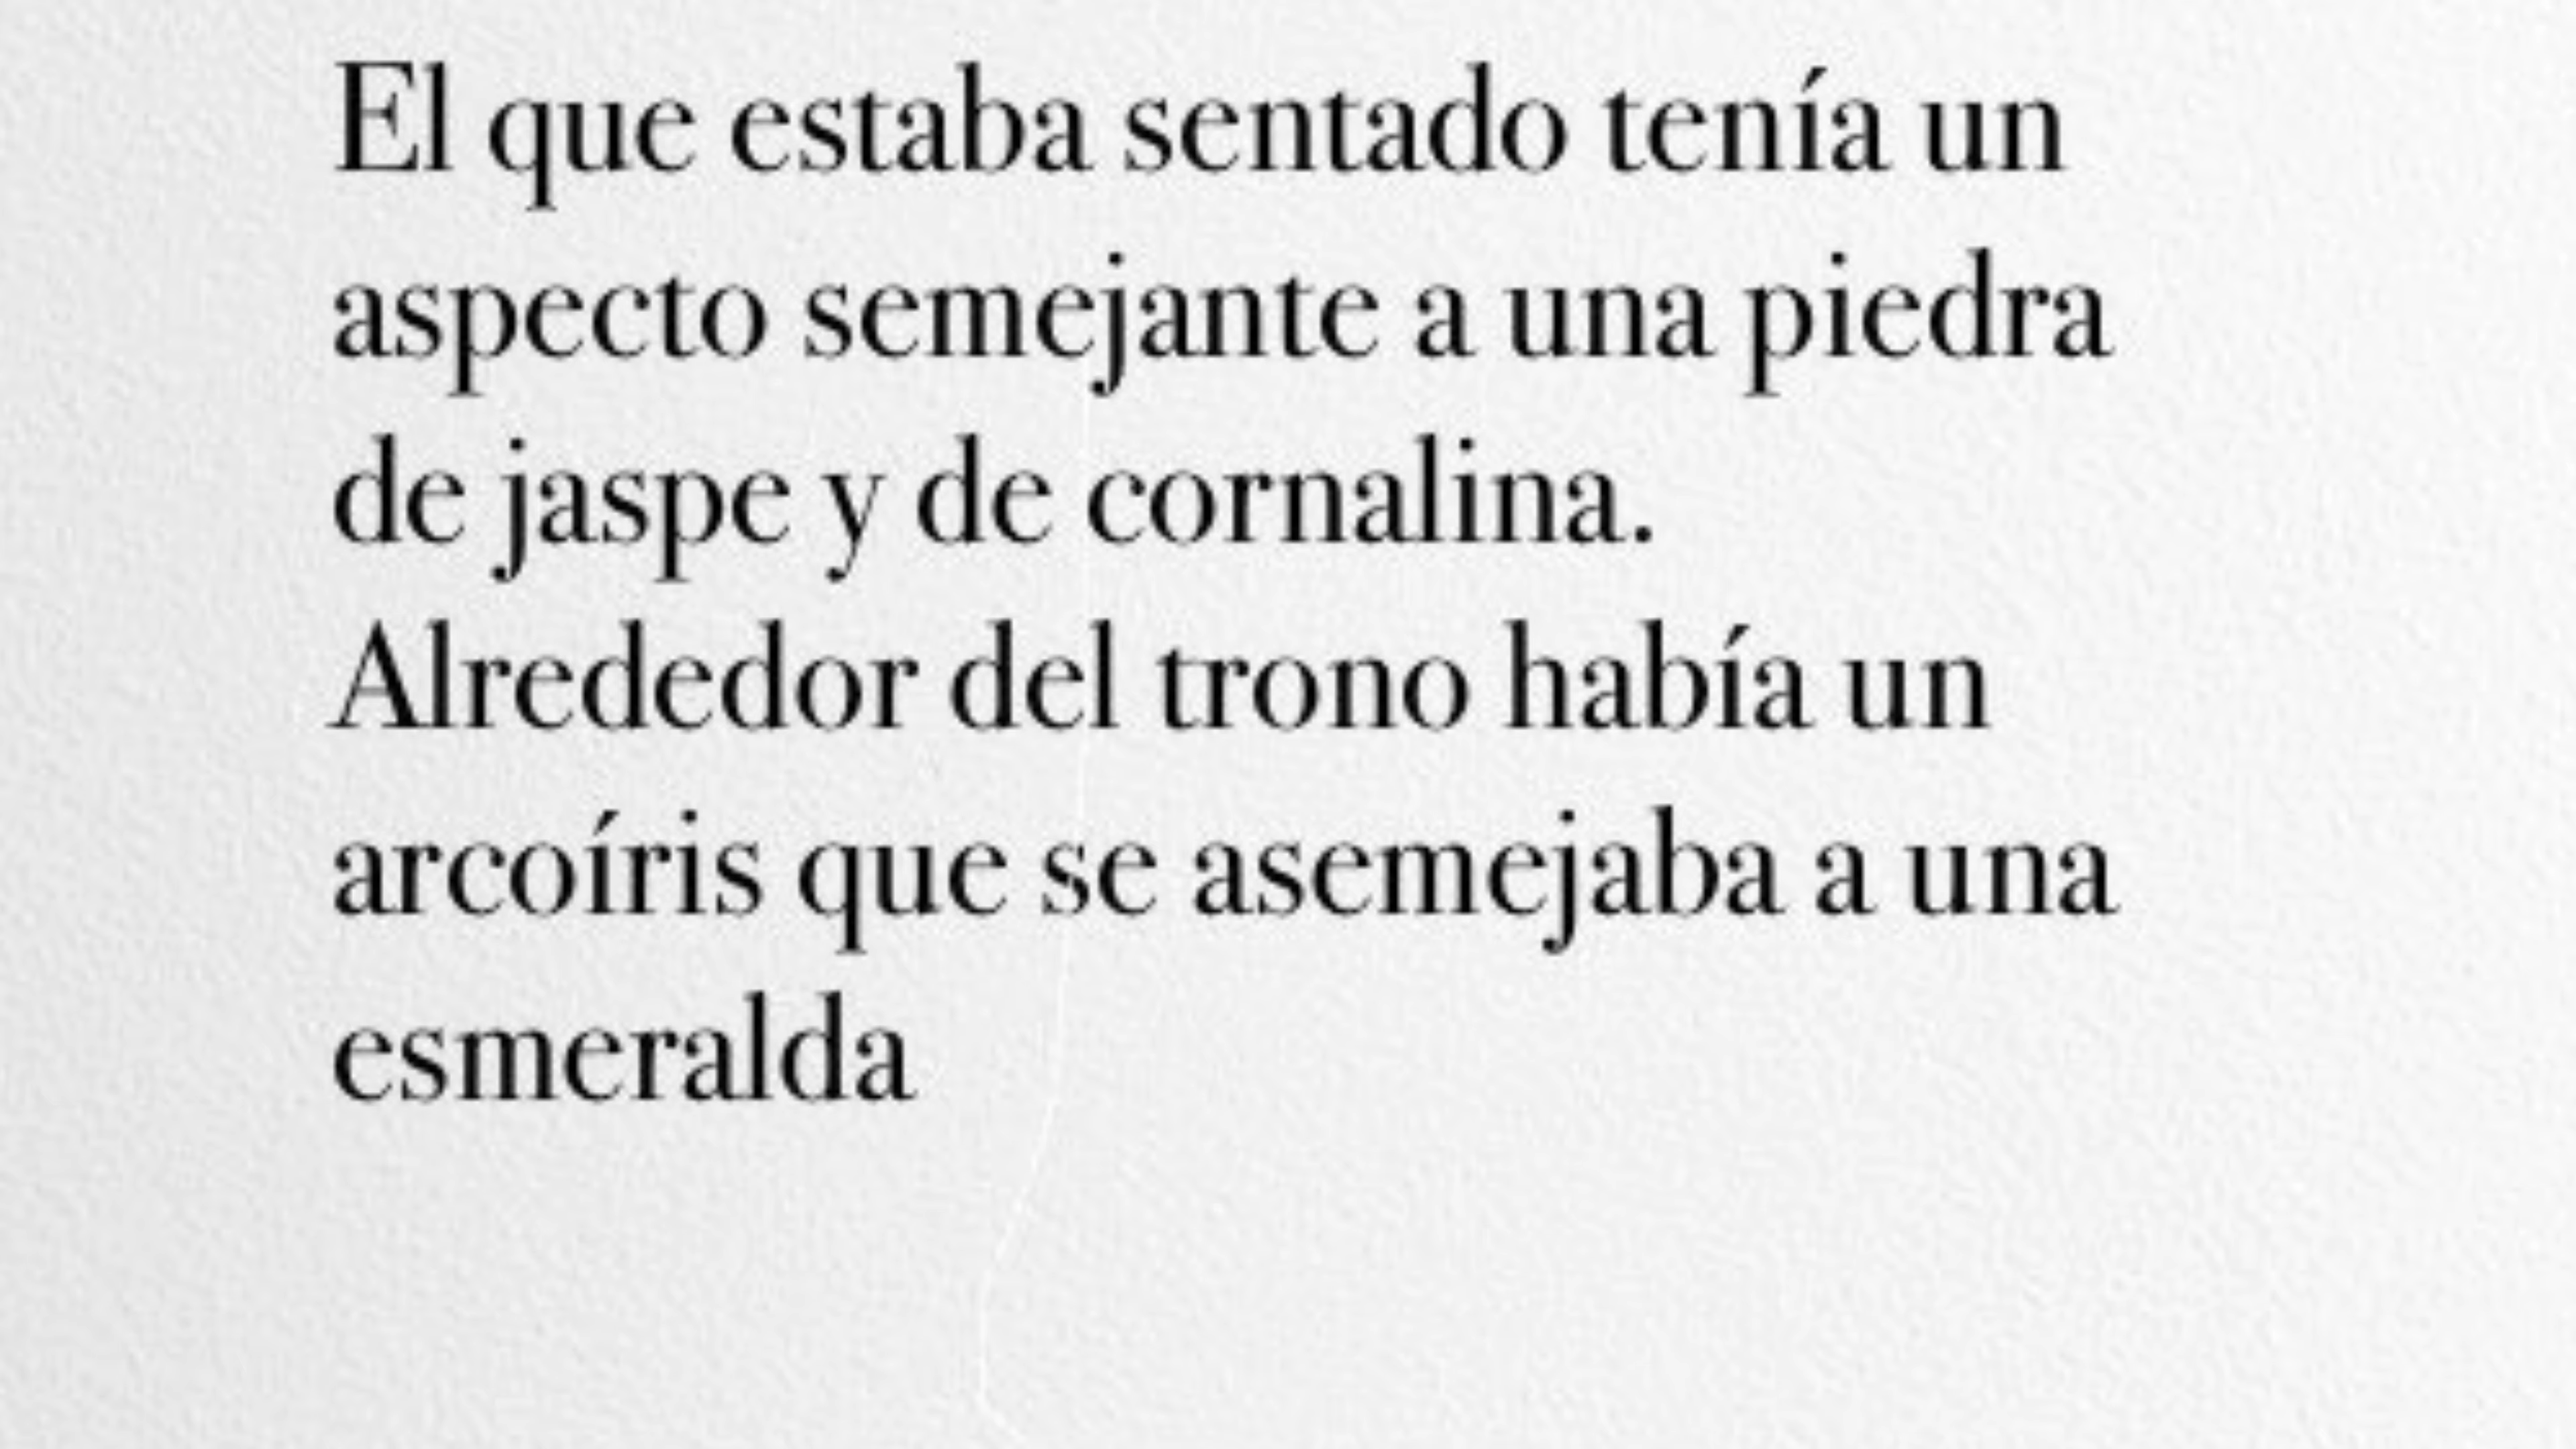 El que estaba sentado tenía un
aspecto semejante a una piedra
de jaspe y de cornalina.
Alrededor del trono había un
arcoíris que se asemejaba a una
esmeralda